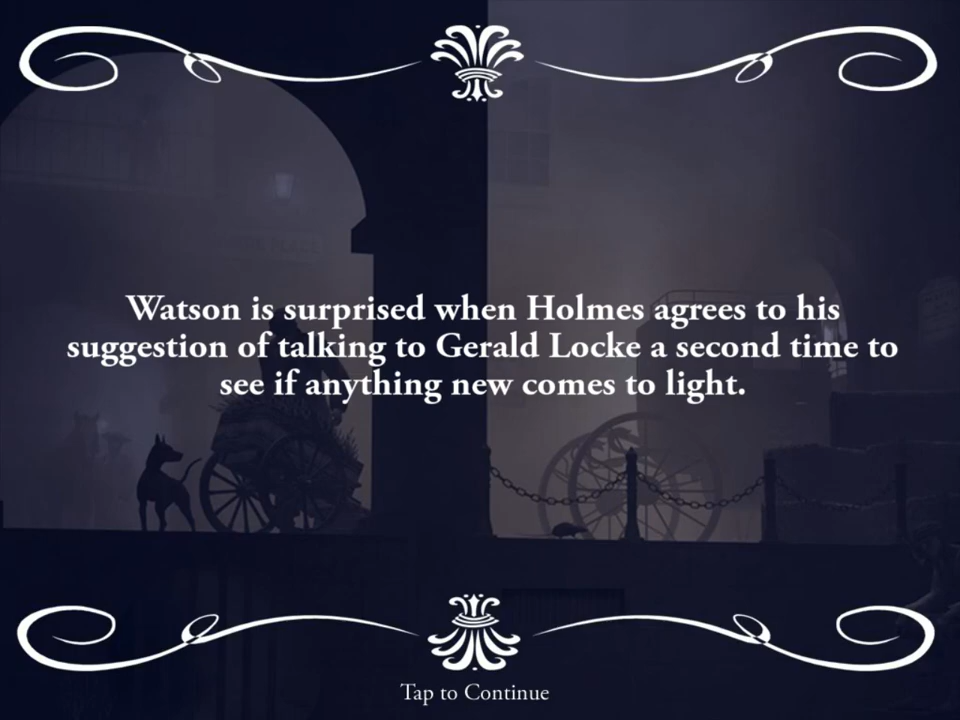 Watson is surprised when Holmes agrees to his
suggestion of talking to Gerald Locke a second time to
see if anything new comes to light.
Tap to Continue